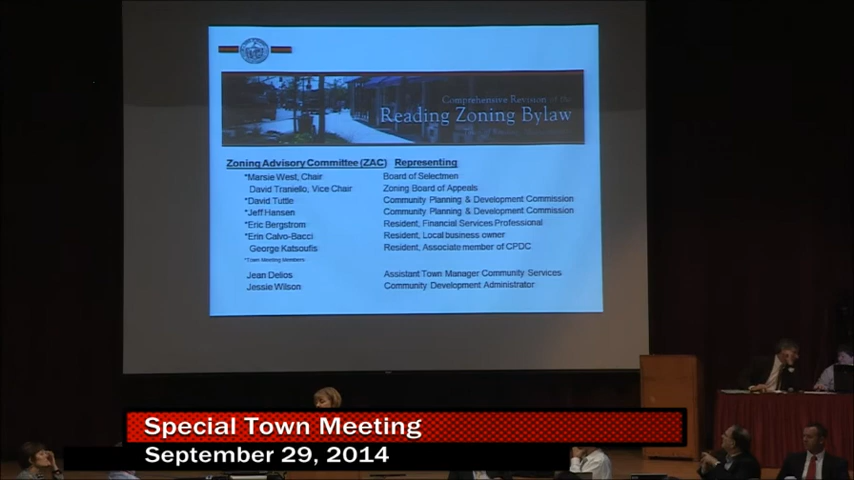 Comprehensive Revision of the
Reading Zoning Bylaw
Zoning Advisory Committee (ZAC) Representing
*Marsie West, Chair Board of Selectmen
David Traniello, Vice Chair Zoning Board of Appeals
*David Tuttle Community Planning & Development Commission
*Jeff Hansen Community Planning & Development Commission
*Eric Bergstrom Resident, Financial Services Professional
*Erin Calvo-Bacci Resident, Local business owner
George Katsoufis Resident, Associate member of CPDC
*Town Meeting Members
Jean Delios Assistant Town Manager Community Services
Jessie Wilson Community Development Administrator
Special Town Meeting
September 29, 2014